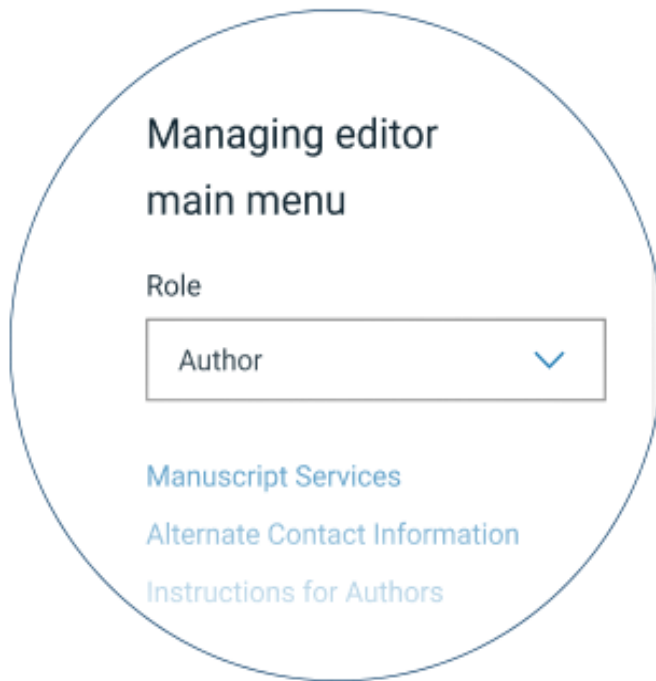 Managing editor
main menu
Role
Author
Manuscript Services
Alternate Contact Information
Instructions for Authors